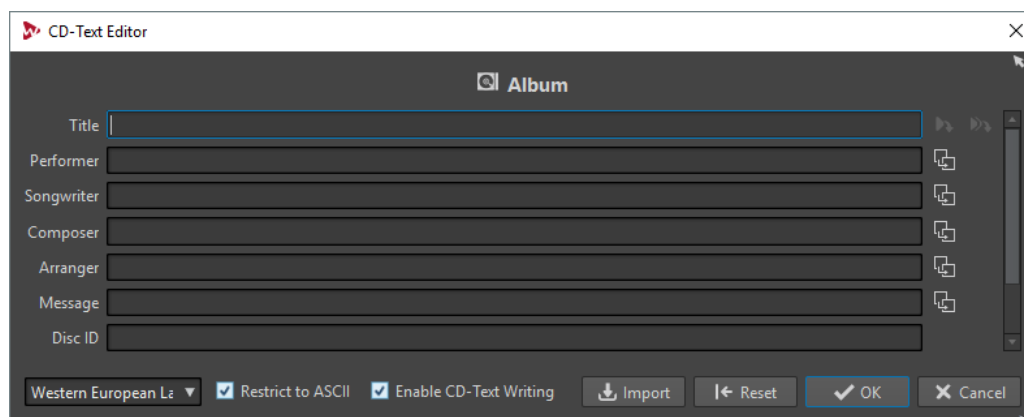 CD-Text Editor
Album
Title
Performer
Songwriter
Composer
Arranger
Message
Disc ID
Western European La Restrict to ASCII Enable CD-Text Writing Import Reset OK Cancel